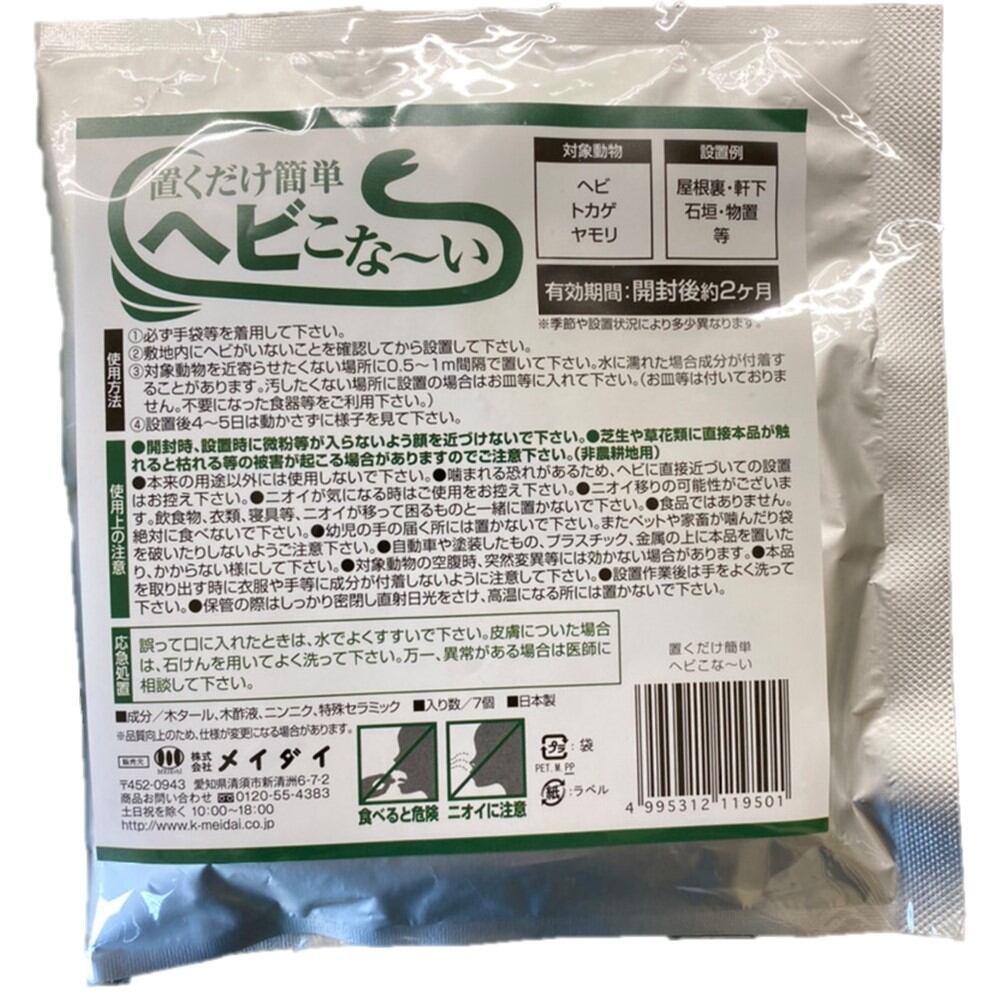 置くだけ簡単
ヘビこな〜い
対象動物
ヘビ
トカゲ
ヤモリ
設置例
屋根裏・軒下
石垣・物置
等
有効期間：開封後約2ヶ月
※季節や設置状況により多少異なります。
使用方法
①必ず手袋等を着用して下さい。
②敷地内にヘビがいないことを確認してから設置して下さい。
③対象動物を近寄らせたくない場所に0.5〜1m間隔で置いて下さい。水に濡れた場合成分が付着す
ることがあります。汚したくない場所に設置の場合はお皿等に入れて下さい。（お皿等は付いておりま
せん。不要になった食器等をご利用下さい。）
④設置後4〜5日は動かさずに様子を見て下さい。
使用上の注意
●開封時、設置時に微粉等が入らないよう顔を近づけないで下さい。●芝生や草花類に直接本品が触
れると枯れる等の被害が起こる場合がありますのでご注意下さい。（非農耕地用）
●本来の用途以外には使用しないで下さい。●噛まれる恐れがあるため、ヘビに直接近づいての設置
はお控え下さい。●ニオイが気になる時はご使用をお控え下さい。●ニオイ移りの可能性がございま
す。飲食物、衣類、寝具等、ニオイが移って困るものと一緒に置かないで下さい。●食品ではありません。
絶対に食べないで下さい。●幼児の手の届く所には置かないで下さい。またペットや家畜が噛んだり袋
を破いたりしないようご注意下さい。●自動車や塗装したもの、プラスチック、金属の上に本品を置いた
り、かからない様にして下さい。●対象動物の空腹時、突然変異等には効かない場合があります。●本品
を取り出す時に衣服や手等に成分が付着しないように注意して下さい。●設置作業後は手をよく洗って
下さい。●保管の際はしっかり密閉し直射日光をさけ、高温になる所には置かないで下さい。
応急処置
誤って口に入れたときは、水でよくすすいで下さい。皮膚についた場合
は、石けんを用いてよく洗って下さい。万一、異常がある場合は医師に
相談して下さい。
■成分／木タール、木酢液、ニンニク、特殊セラミック ■入り数／7個 ■日本製
※品質向上のため、仕様が変更になる場合があります。
販売元 MEIDAI 株式会社 メイダイ
〒452-0943 愛知県清須市新清洲6-7-2
商品お問い合わせ 0120-55-4383
土日祝を除く 10:00〜18:00
http://www.k-meidai.co.jp
食べると危険
ニオイに注意
プラ：袋
PET. M. PP
紙：ラベル
置くだけ簡単
ヘビこな〜い
4 995312 119501